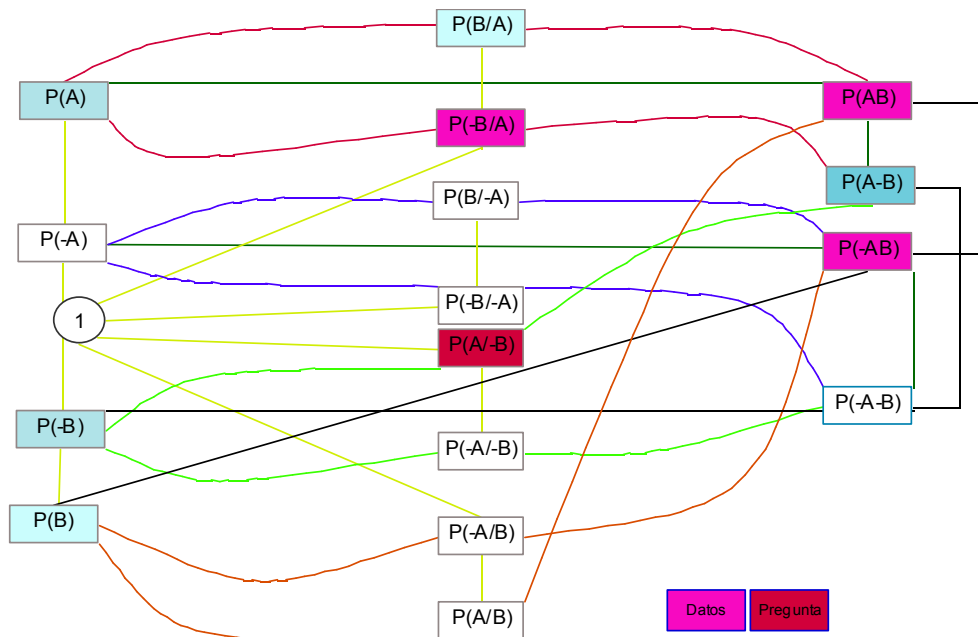 P(B/A)
P(A)
P(AB)
P(-B/A)
P(A-B)
P(B/-A)
P(-A)
P(-AB)
P(-B/-A)
1
P(A/-B)
P(-A-B)
P(-B)
P(-A/-B)
P(B)
P(-A/B)
P(A/B)
Datos
Pregunta